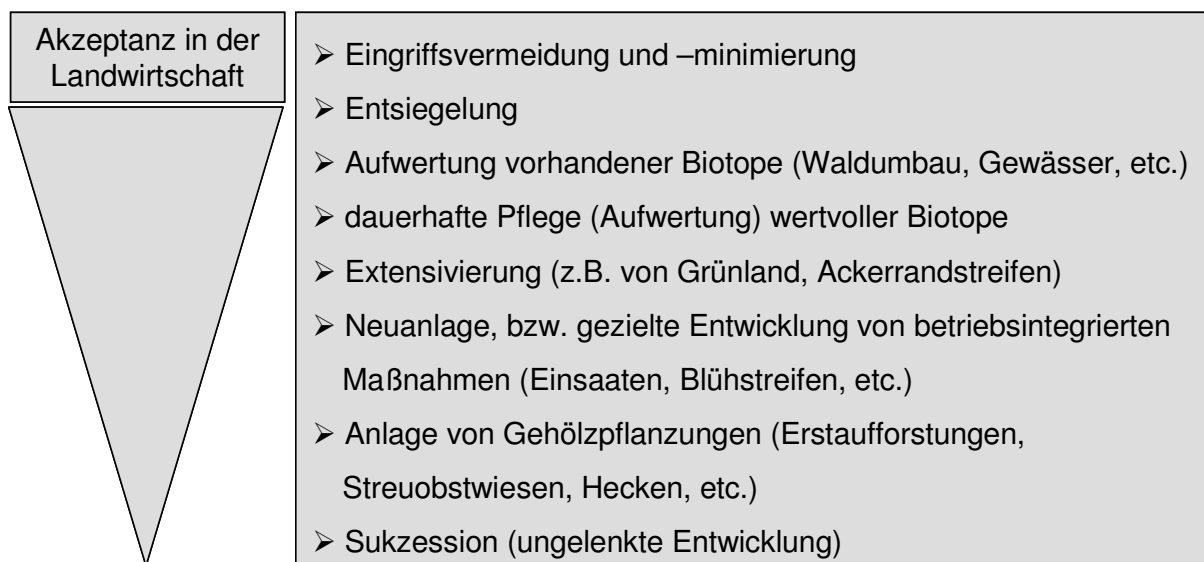 Akzeptanz in der
Landwirtschaft
➢ Eingriffsvermeidung und –minimierung
➢ Entsiegelung
➢ Aufwertung vorhandener Biotope (Waldumbau, Gewässer, etc.)
➢ dauerhafte Pflege (Aufwertung) wertvoller Biotope
➢ Extensivierung (z.B. von Grünland, Ackerrandstreifen)
➢ Neuanlage, bzw. gezielte Entwicklung von betriebsintegrierten
Maßnahmen (Einsaaten, Blühstreifen, etc.)
➢ Anlage von Gehölzpflanzungen (Erstaufforstungen,
Streuobstwiesen, Hecken, etc.)
➢ Sukzession (ungelenkte Entwicklung)